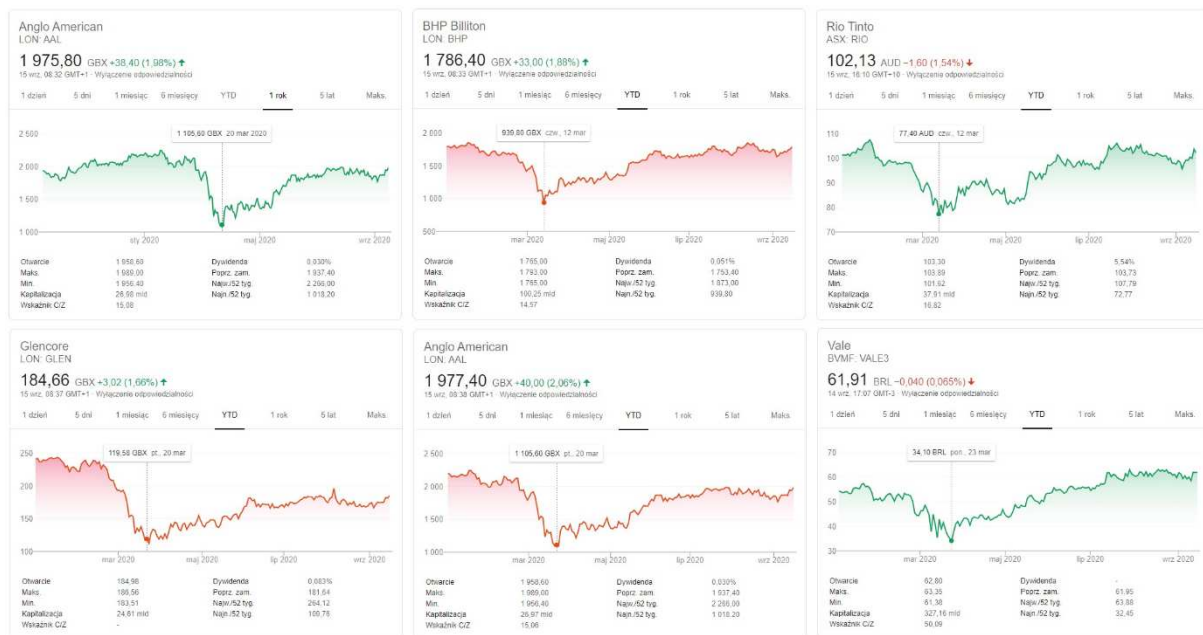 Anglo American
LON: AAL
1 975,80 GBX +38,40 (1,98%) ↑
15 wrz, 08:32 GMT+1 · Wyłączenie odpowiedzialności
1 dzień 5 dni 1 miesiąc 6 miesięcy YTD 1 rok 5 lat Maks.
1 105,60 GBX 20 mar 2020
2 500
2 000
1 500
1 000
sty 2020 maj 2020 wrz 2020
Otwarcie 1 958,60 Dywidenda 0,030%
Maks. 1 989,00 Poprz. zam. 1 937,40
Min. 1 956,40 Najw./52 tyg. 2 266,00
Kapitalizacja 26,98 mld Najn./52 tyg. 1 018,20
Wskaźnik C/Z 15,08
BHP Billiton
LON: BHP
1 786,40 GBX +33,00 (1,88%) ↑
15 wrz, 08:33 GMT+1 · Wyłączenie odpowiedzialności
1 dzień 5 dni 1 miesiąc 6 miesięcy YTD 1 rok 5 lat Maks.
939,80 GBX czw., 12 mar
2 000
1 500
1 000
500
mar 2020 maj 2020 lip 2020 wrz 2020
Otwarcie 1 765,00 Dywidenda 0,051%
Maks. 1 793,00 Poprz. zam. 1 753,40
Min. 1 765,00 Najw./52 tyg. 1 873,00
Kapitalizacja 100,25 mld Najn./52 tyg. 939,80
Wskaźnik C/Z 14,57
Rio Tinto
ASX: RIO
102,13 AUD −1,60 (1,54%) ↓
15 wrz, 16:10 GMT+10 · Wyłączenie odpowiedzialności
1 dzień 5 dni 1 miesiąc 6 miesięcy YTD 1 rok 5 lat Maks.
77,40 AUD czw., 12 mar
110
100
90
80
70
mar 2020 maj 2020 lip 2020 wrz 2020
Otwarcie 103,30 Dywidenda 5,54%
Maks. 103,89 Poprz. zam. 103,73
Min. 101,62 Najw./52 tyg. 107,79
Kapitalizacja 37,91 mld Najn./52 tyg. 72,77
Wskaźnik C/Z 16,82
Glencore
LON: GLEN
184,66 GBX +3,02 (1,66%) ↑
15 wrz, 08:37 GMT+1 · Wyłączenie odpowiedzialności
1 dzień 5 dni 1 miesiąc 6 miesięcy YTD 1 rok 5 lat Maks.
119,58 GBX pt., 20 mar
250
200
150
100
mar 2020 maj 2020 lip 2020 wrz 2020
Otwarcie 184,98 Dywidenda 0,083%
Maks. 186,56 Poprz. zam. 181,64
Min. 183,51 Najw./52 tyg. 264,12
Kapitalizacja 24,61 mld Najn./52 tyg. 109,78
Wskaźnik C/Z -
Anglo American
LON: AAL
1 977,40 GBX +40,00 (2,06%) ↑
15 wrz, 08:38 GMT+1 · Wyłączenie odpowiedzialności
1 dzień 5 dni 1 miesiąc 6 miesięcy YTD 1 rok 5 lat Maks.
1 105,60 GBX pt., 20 mar
2 500
2 000
1 500
1 000
mar 2020 maj 2020 lip 2020 wrz 2020
Otwarcie 1 958,60 Dywidenda 0,030%
Maks. 1 989,00 Poprz. zam. 1 937,40
Min. 1 956,40 Najw./52 tyg. 2 266,00
Kapitalizacja 26,97 mld Najn./52 tyg. 1 018,20
Wskaźnik C/Z 15,08
Vale
BVMF: VALE3
61,91 BRL −0,040 (0,065%) ↓
14 wrz, 17:07 GMT-3 · Wyłączenie odpowiedzialności
1 dzień 5 dni 1 miesiąc 6 miesięcy YTD 1 rok 5 lat Maks.
34,10 BRL pon., 23 mar
70
60
50
40
30
mar 2020 maj 2020 lip 2020 wrz 2020
Otwarcie 62,80 Dywidenda -
Maks. 63,35 Poprz. zam. 61,95
Min. 61,38 Najw./52 tyg. 63,88
Kapitalizacja 327,16 mld Najn./52 tyg. 32,45
Wskaźnik C/Z 50,09